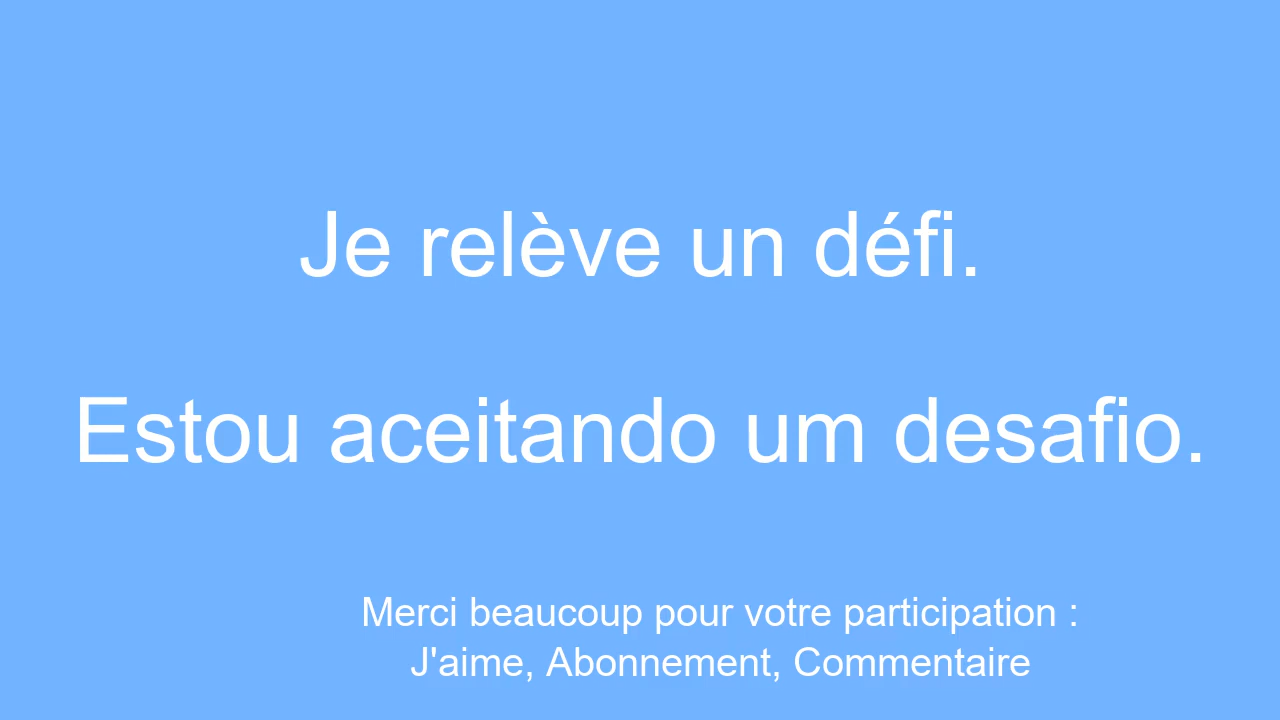 Je relève un défi.
Estou aceitando um desafio.
Merci beaucoup pour votre participation :
J'aime, Abonnement, Commentaire